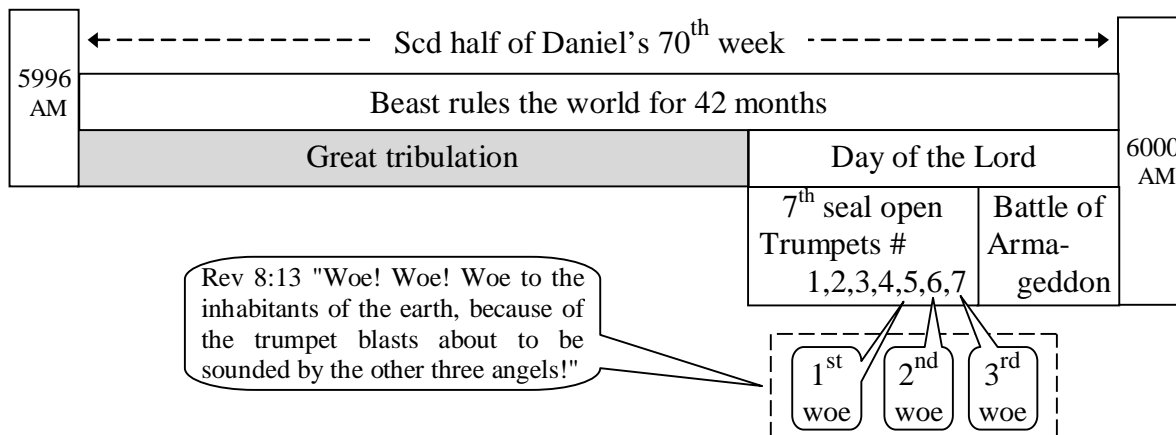 Scd half of Daniel's 70th week
5996
AM
Beast rules the world for 42 months
Great tribulation
Day of the Lord
6000
AM
7th seal open
Trumpets #
1,2,3,4,5,6,7
Battle of
Arma-
geddon
Rev 8:13 "Woe! Woe! Woe to the
inhabitants of the earth, because of
the trumpet blasts about to be
sounded by the other three angels!"
1st
woe
2nd
woe
3rd
woe